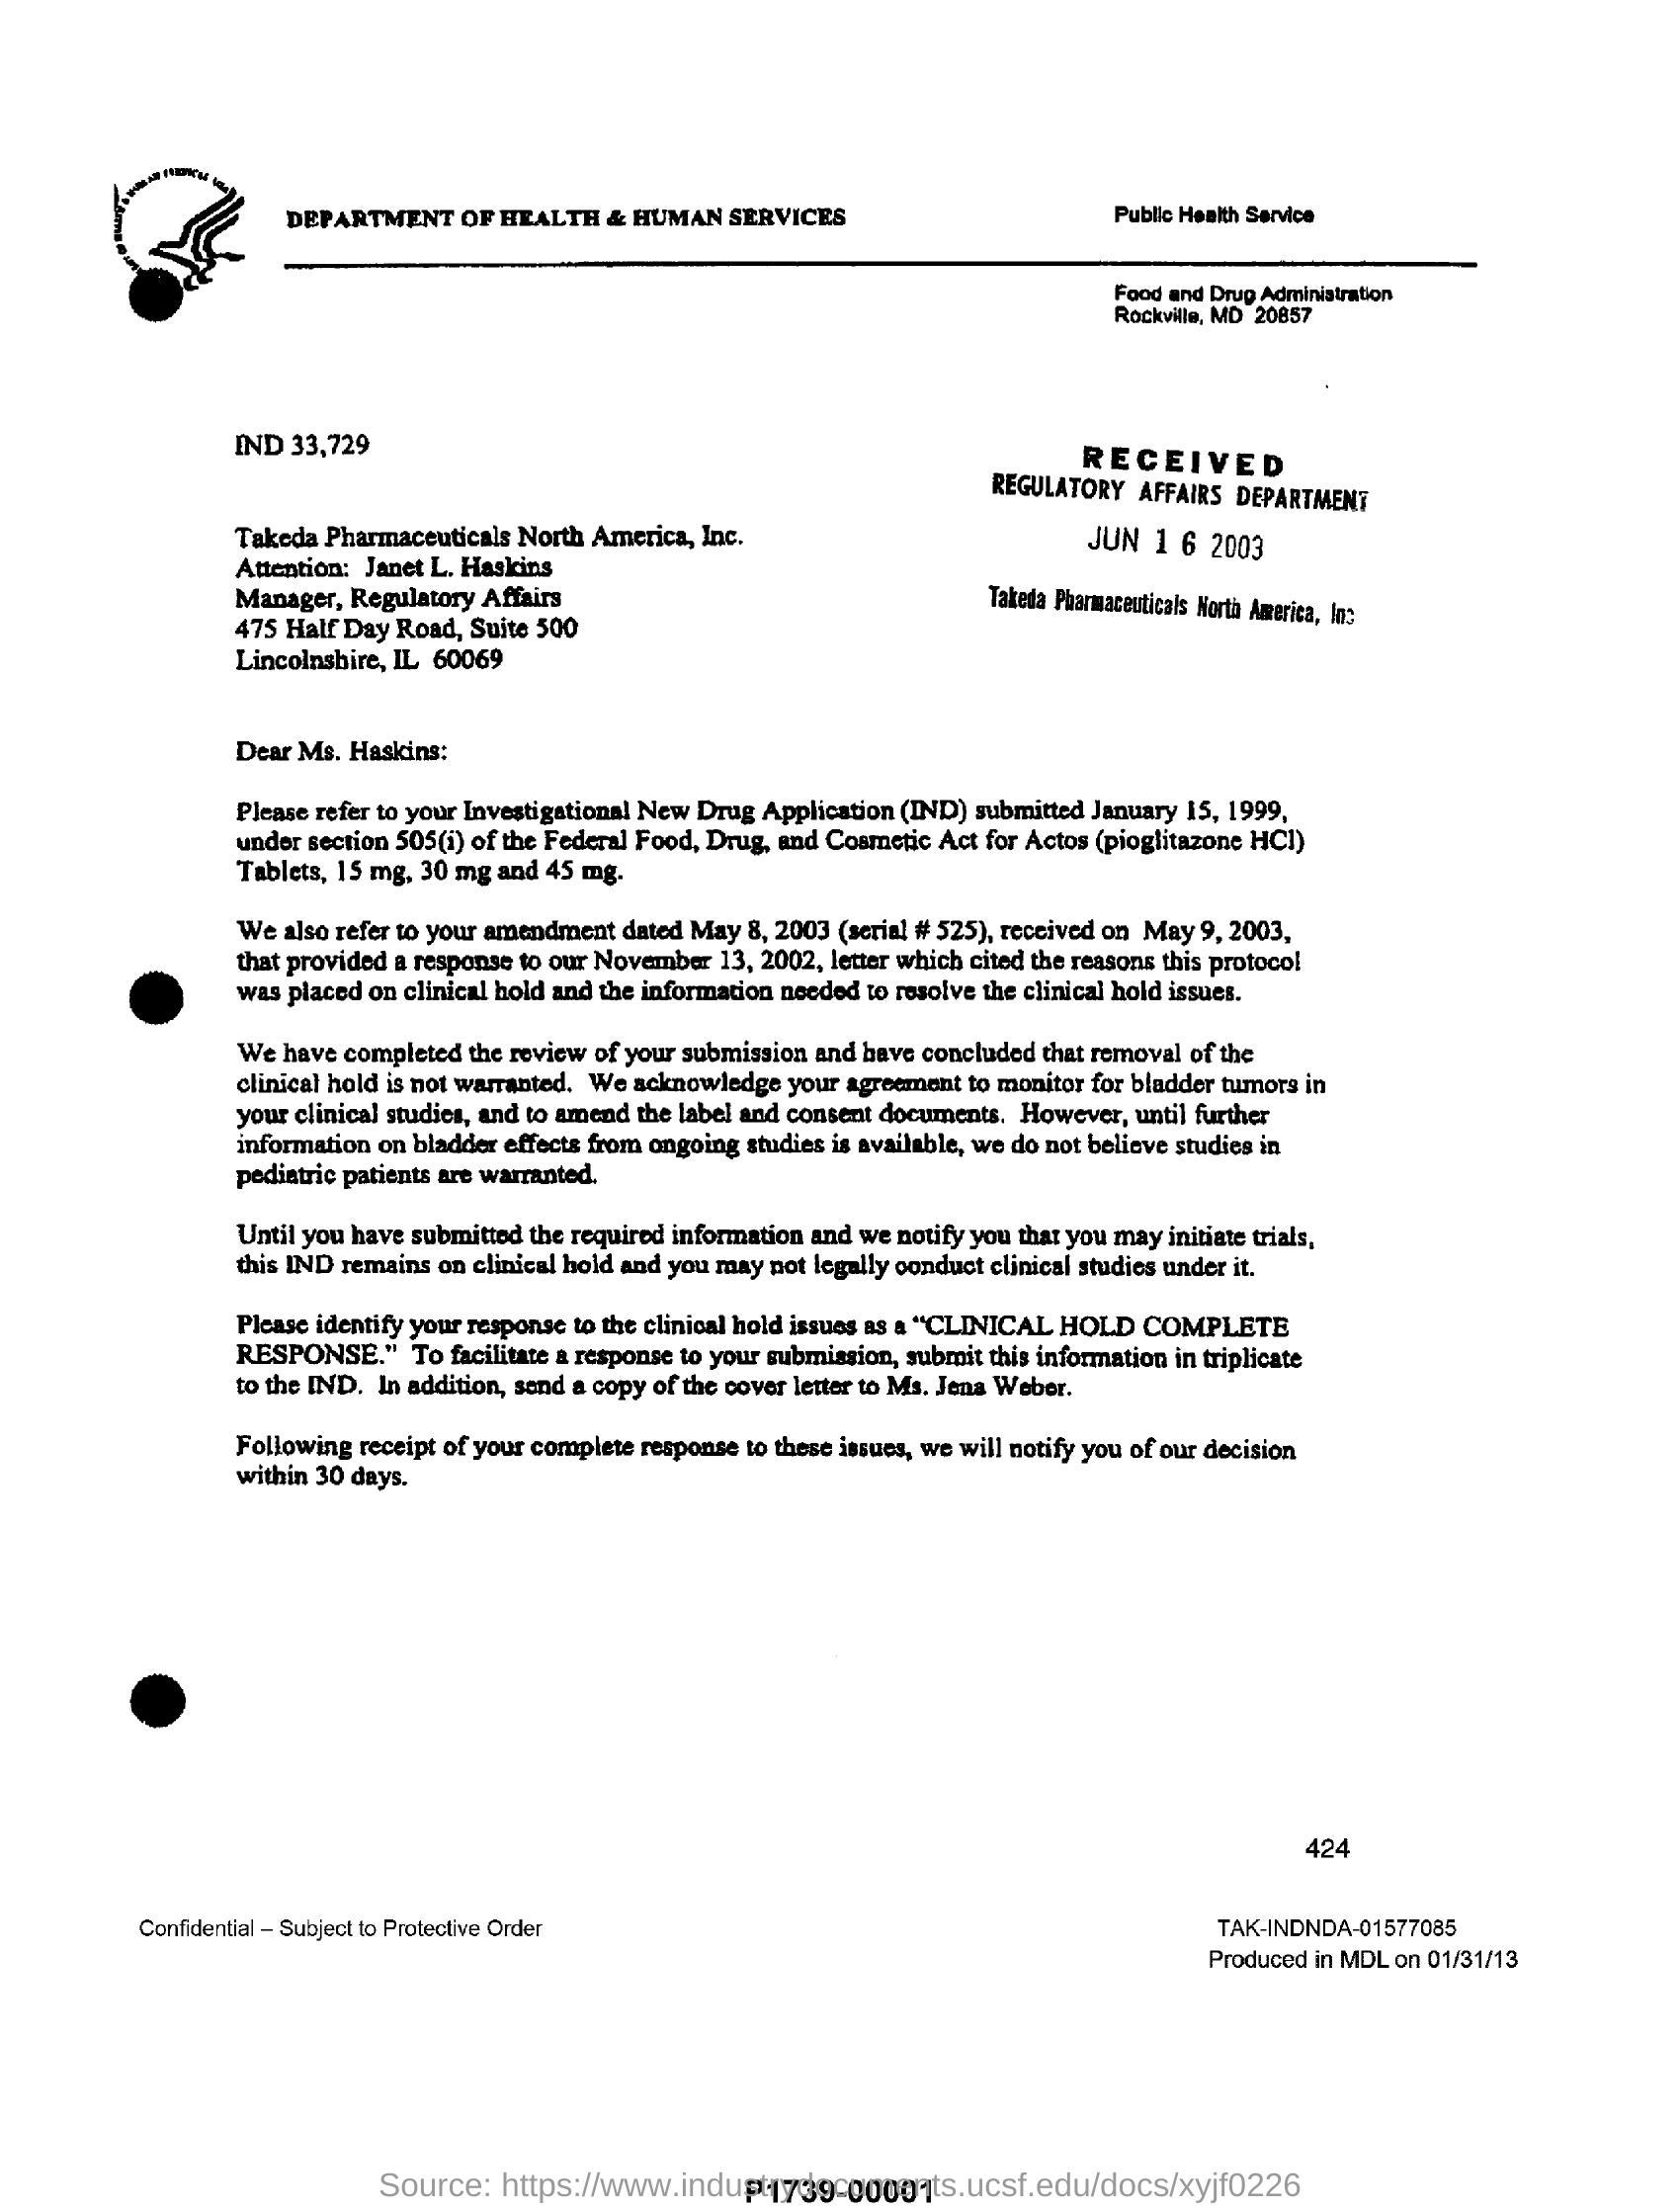 DEPARTMENT OF HEALTH & HUMAN SERVICES
Public Health Service
Food and Drug Administration
Rockville, MD 20857
IND 33,729
RECEIVED
REGULATORY AFFAIRS DEPARTMENT
JUN 16 2003
Takeda Pharmaceuticals North America, Inc
Takeda Pharmaceuticals North America, Inc.
Attention: Janet L. Haskins
Manager, Regulatory Affairs
475 Half Day Road, Suite 500
Lincolnshire, IL 60069
Dear Ms. Haskins:
Please refer to your Investigational New Drug Application (IND) submitted January 15, 1999,
under section 505(i) of the Federal Food, Drug, and Cosmetic Act for Actos (pioglitazone HCl)
Tablets, 15 mg, 30 mg and 45 mg.
We also refer to your amendment dated May 8, 2003 (serial # 525), received on May 9, 2003,
that provided a response to our November 13, 2002, letter which cited the reasons this protocol
was placed on clinical hold and the information needed to resolve the clinical hold issues.
We have completed the review of your submission and have concluded that removal of the
clinical hold is not warranted. We acknowledge your agreement to monitor for bladder tumors in
your clinical studies, and to amend the label and consent documents. However, until further
information on bladder effects from ongoing studies is available, we do not believe studies in
pediatric patients are warranted.
Until you have submitted the required information and we notify you that you may initiate trials,
this IND remains on clinical hold and you may not legally conduct clinical studies under it.
Please identify your response to the clinical hold issues as a "CLINICAL HOLD COMPLETE
RESPONSE." To facilitate a response to your submission, submit this information in triplicate
to the IND. In addition, send a copy of the cover letter to Ms. Jena Weber.
Following receipt of your complete response to these issues, we will notify you of our decision
within 30 days.
424
Confidential – Subject to Protective Order
TAK-INDNDA-01577085
Produced in MDL on 01/31/13
Source: https://www.industrydocuments.ucsf.edu/docs/xyjf0226
P1739-00091